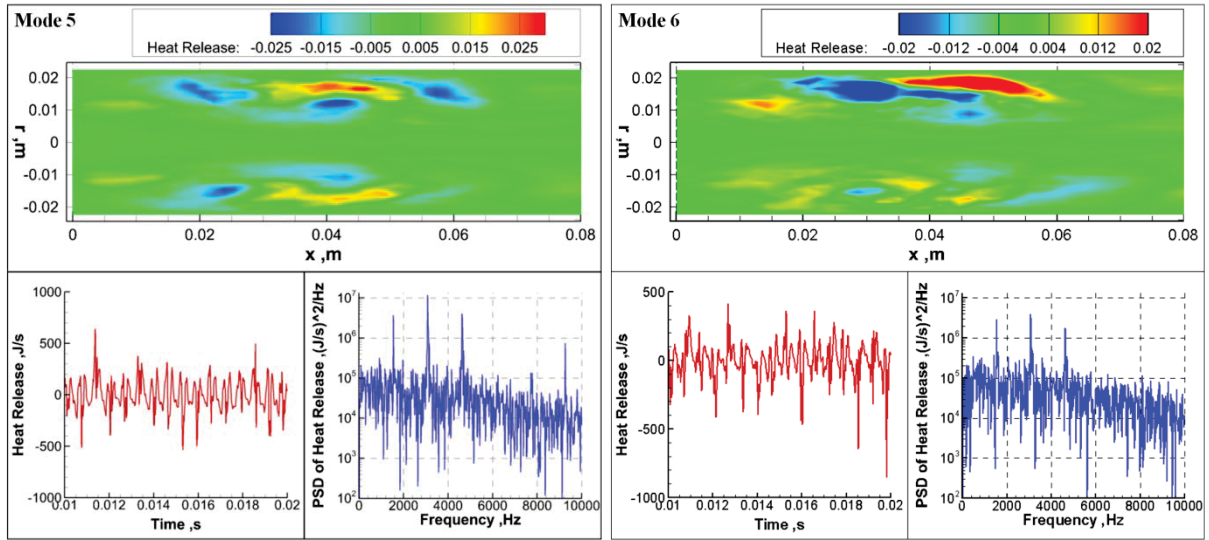 Mode 5
Heat Release: -0.025 -0.015 -0.005 0.005 0.015 0.025
0.02
0.01
0
-0.01
-0.02
r ,m
0 0.02 0.04 0.06 0.08
x ,m
1000
500
0
-500
-1000
Heat Release, J/s
0.01 0.012 0.014 0.016 0.018 0.02
Time ,s
10^7
10^6
10^5
10^4
10^3
10^2
PSD of Heat Release ,(J/s)^2/Hz
2000 4000 6000 8000 10000
Frequency ,Hz
Mode 6
Heat Release: -0.02 -0.012 -0.004 0.004 0.012 0.02
0.02
0.01
0
-0.01
-0.02
r ,m
0 0.02 0.04 0.06 0.08
x ,m
500
0
-500
-1000
Heat Release, J/s
0.01 0.012 0.014 0.016 0.018 0.02
Time ,s
10^7
10^6
10^5
10^4
10^3
10^2
PSD of Heat Release ,(J/s)^2/Hz
2000 4000 6000 8000 10000
Frequency ,Hz